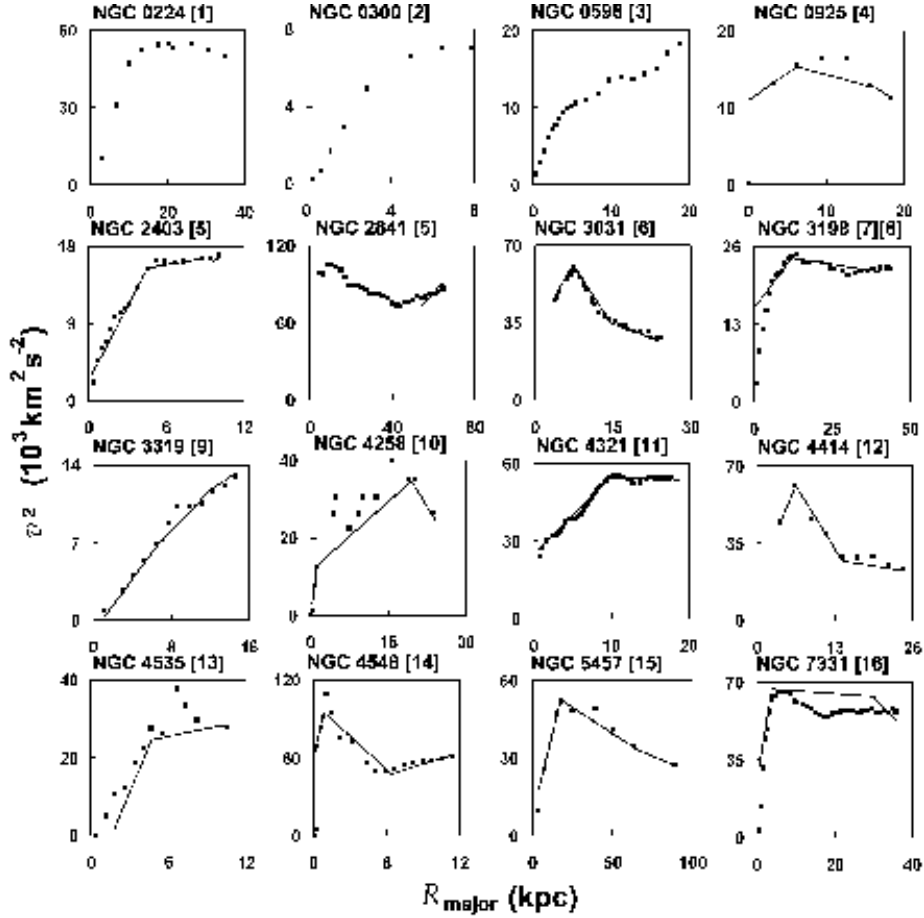 NGC 0224 [1] NGC 0300 [2] NGC 0598 [3] NGC 0925 [4]
60 8 20 20
30 4 10 10
0 0 0 0
0 20 40 0 4 8 0 10 20 0 10 20
NGC 2403 [5] NGC 2841 [5] NGC 3031 [6] NGC 3198 [7][8]
18 120 70 26
9 60 35 13
0 0 0 0
0 6 12 0 40 80 0 15 0 25 50
NGC 3319 [9] NGC 4258 [10] NGC 4321 [11] NGC 4414 [12]
14 40 60 70
7 20 30 35
0 0 0 0
0 8 16 0 15 30 0 10 20 0 13 26
NGC 4535 [13] NGC 4548 [14] NGC 5457 [15] NGC 7331 [16]
40 120 60 70
20 60 30 35
0 0 0 0
0 6 12 0 6 12 0 50 100 0 20 40
v² (10³ km² s⁻²)
R major (kpc)